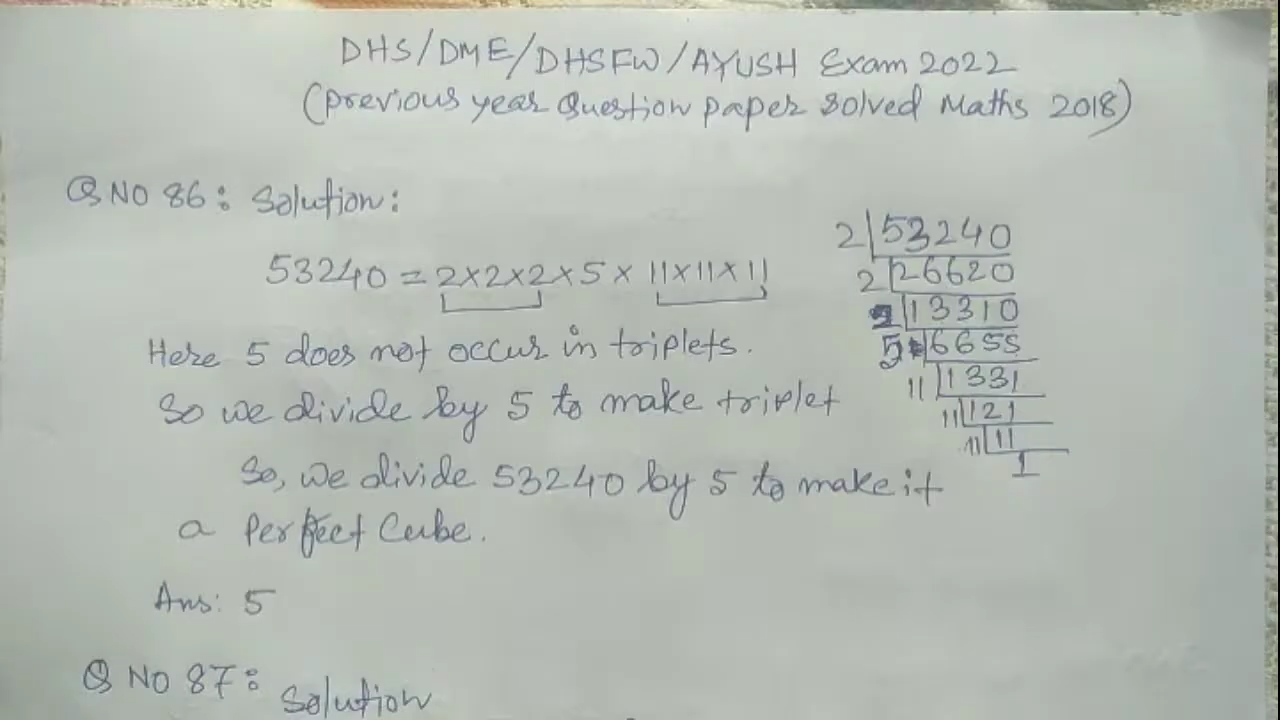 DHS/DME/DHSFW/AYUSH Exam 2022
(previous year Question paper solved Maths 2018)
Q NO 86: Solution:
53240 = 2×2×2×5×11×11×11
Here 5 does not occur in triplets.
So we divide by 5 to make triplet
So, we divide 53240 by 5 to make it
a perfect Cube.
Ans: 5
2|53240
2|26620
2|13310
5|6655
11|1331
11|121
11|11
1
Q NO 87: Solution